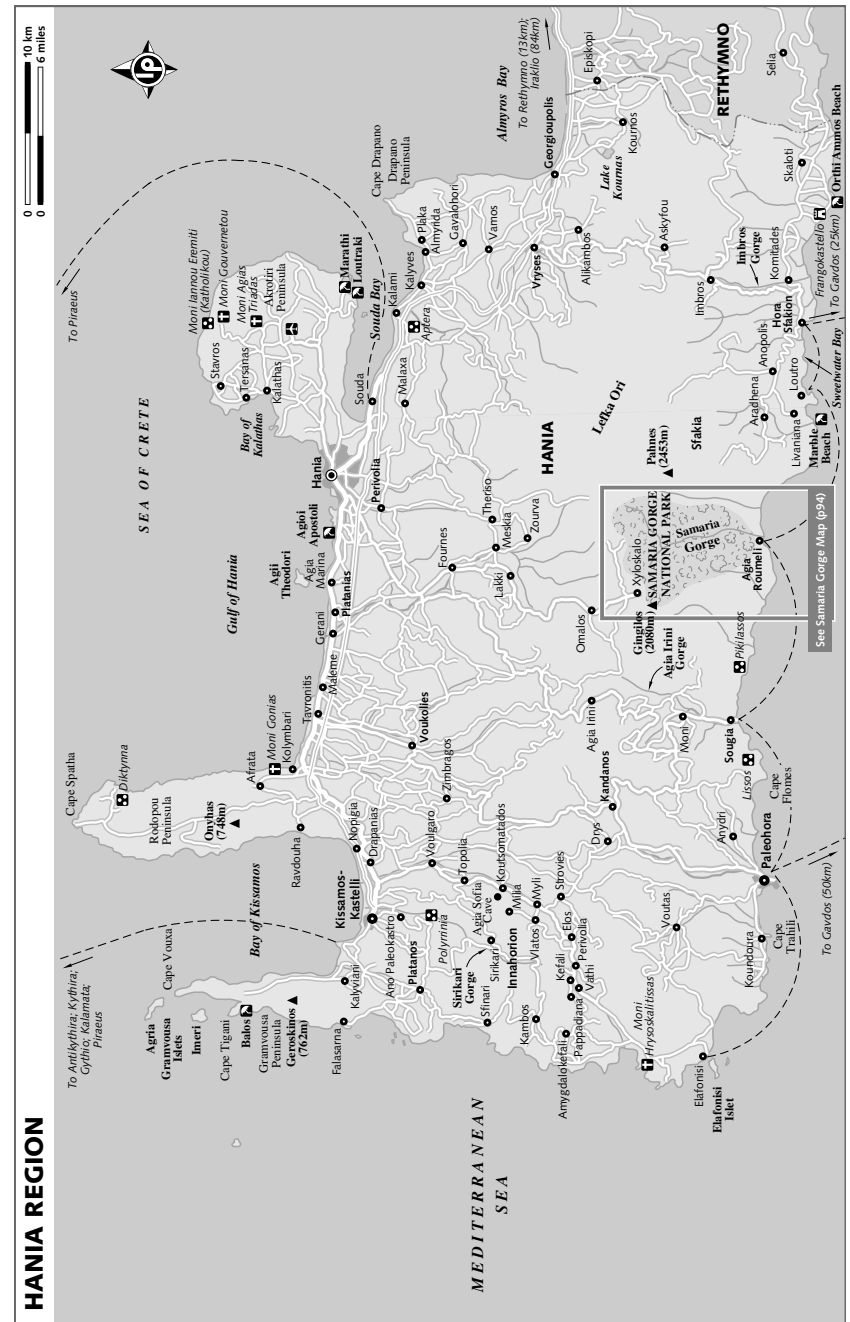 HANIA REGION
0
10 km
0
6 miles
lp
To Antikythira; Kythira;
Gythio; Kalamata;
Piraeus
Agria
Gramvousa
Islets
Imeri
Cape Vouxa
Cape Tigani
Balos
Gramvousa
Peninsula
Geroskinos
(762m)
Bay of Kissamos
Cape Spatha
Diktynna
Rodopou
Peninsula
Onyhas
(748m)
Afrata
Moni Gonias
Kolymbari
Ravdouha
SEA OF CRETE
To Piraeus
Gulf of Hania
Agii
Theodori
Agia
Marina
Agioi
Apostoli
Hania
Bay of
Kalathas
Stavros
Tersanas
Kalathas
Moni Iannou Eremiti
(Katholikou)
Moni Gouvernetou
Moni Agias
Triadas
Akrotiri
Peninsula
Marathi
Loutraki
Souda Bay
Souda
Cape Drapano
Drapano
Peninsula
Almyros Bay
To Rethymno (13km);
Iraklio (84km)
Falasarna
Kalyviani
Kissamos-
Kastelli
Nopigia
Drapanias
Tavronitis
Maleme
Gerani
Platanias
Perivolia
Malaxa
Aptera
Kalami
Kalyves
Almyrida
Plaka
Gavalohori
Vamos
Georgioupolis
Episkopi
Kournos
Lake
Kournas
Vryses
Alikambos
Ano Paleokastro
Platanos
Polyrrinia
Voulgaro
Topolia
Voukolies
Zimbragos
Fournes
Theriso
Meskla
Zourva
Lakki
HANIA
Lefka Ori
Askyfou
RETHYMNO
Selia
Sirikari
Gorge
Sirikari
Sfinari
Agia Sofia
Cave
Koutsomatados
Milia
Innahorion
Myli
Vlatos
Kambos
Strovles
Elos
Perivolia
Kefali
Vathi
Pappadiana
Amygdalokefali
Moni
Hrysoskalitissas
Elafonisi
Elafonisi
Islet
MEDITERRANEAN
SEA
Drys
Kandanos
Agia Irini
Omalos
Xyloskalo
Gingilos
(2080m)
SAMARIA GORGE
NATIONAL PARK
Samaria
Gorge
Agia Irini
Gorge
Pahnes
(2453m)
Sfakia
Imbros
Imbros
Gorge
Komitades
Skaloti
Frangokastello
Orthi Ammos Beach
To Gavdos (25km)
Hora
Sfakion
Anopolis
Aradhena
Loutro
Livaniana
Sweetwater Bay
Marble
Beach
Agia
Roumeli
See Samaria Gorge Map (p94)
Pikilassos
Moni
Sougia
Lissos
Cape
Flomes
Anydri
Voutas
Paleohora
Koundoura
Cape
Trahili
To Gavdos (50km)